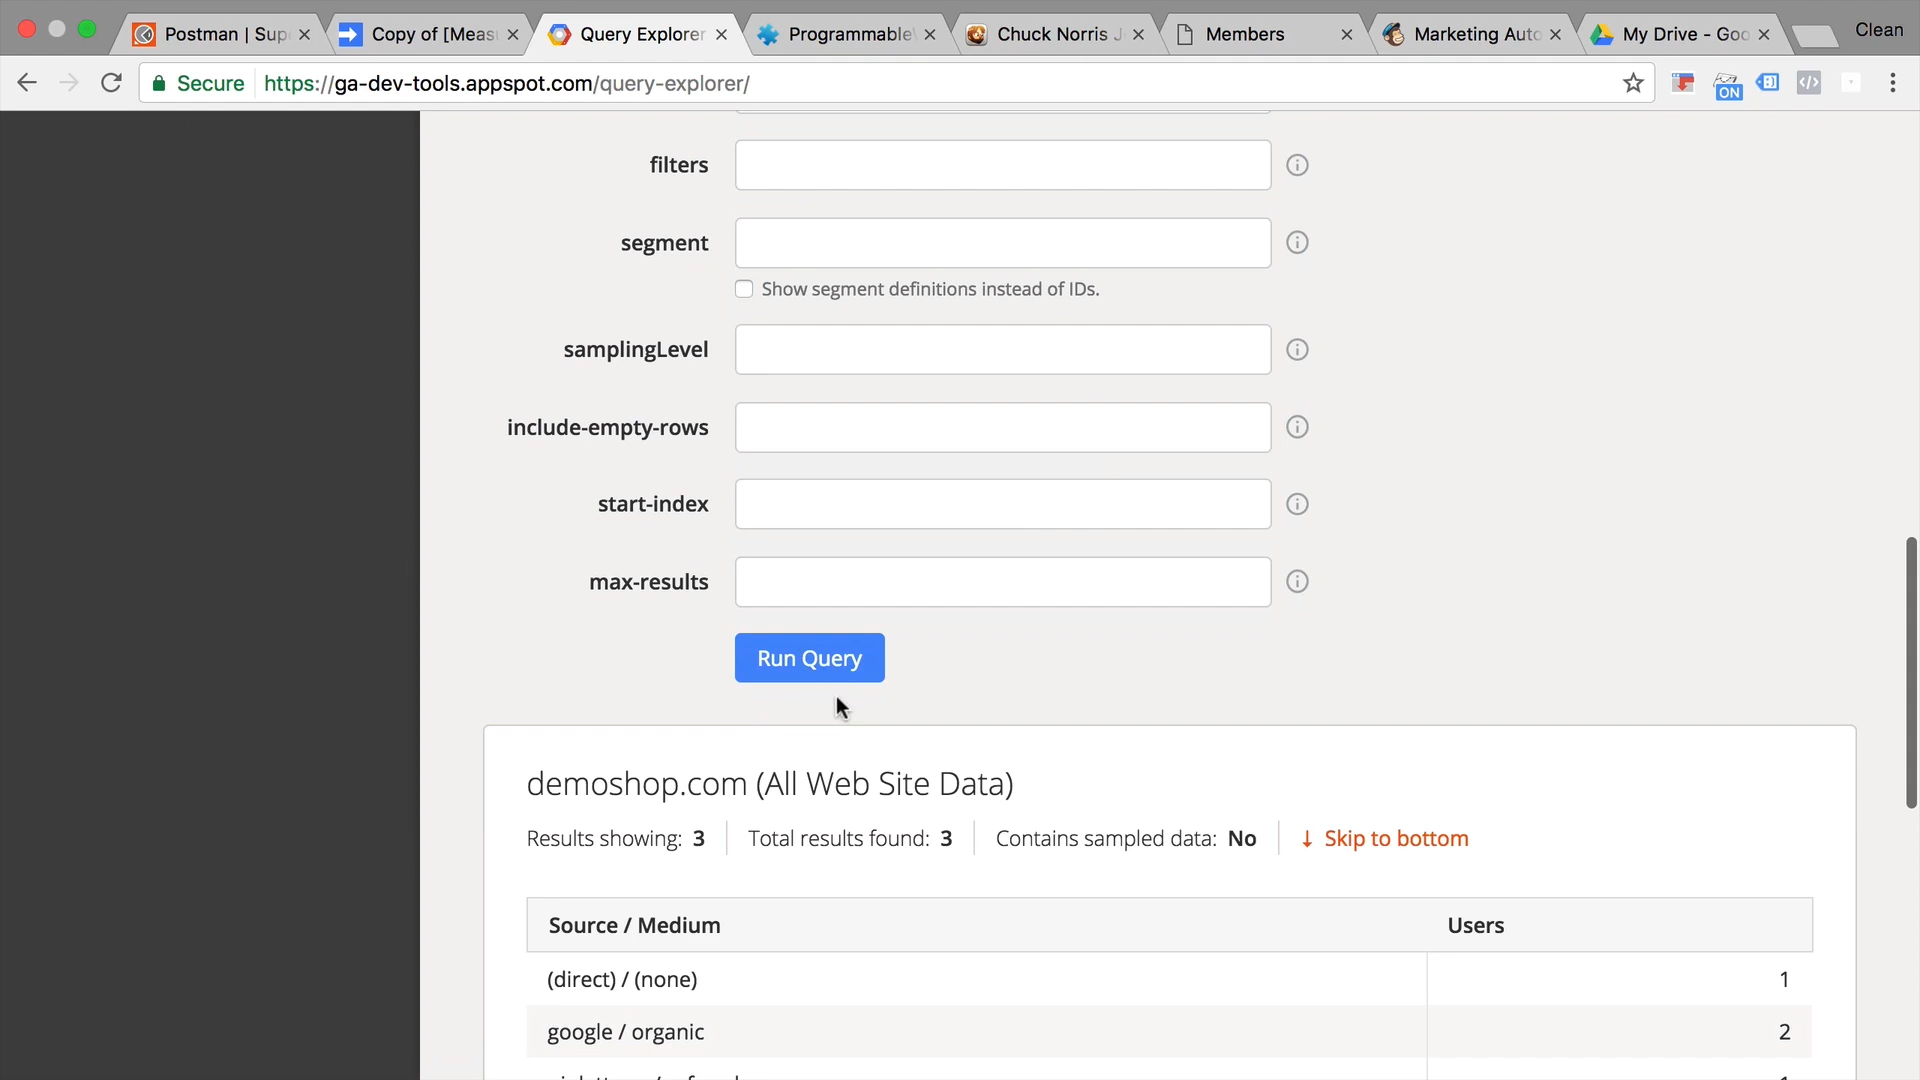 Postman | Sup
Copy of [Meas
Query Explorer
Programmable
Chuck Norris J
Members
Marketing Auto
My Drive - Goo
Clean
Secure
https://ga-dev-tools.appspot.com/query-explorer/
ON
filters
segment
Show segment definitions instead of IDs.
samplingLevel
include-empty-rows
start-index
max-results
Run Query
demoshop.com (All Web Site Data)
Results showing: 3
Total results found: 3
Contains sampled data: No
↓ Skip to bottom
Source / Medium
Users
(direct) / (none)
1
google / organic
2